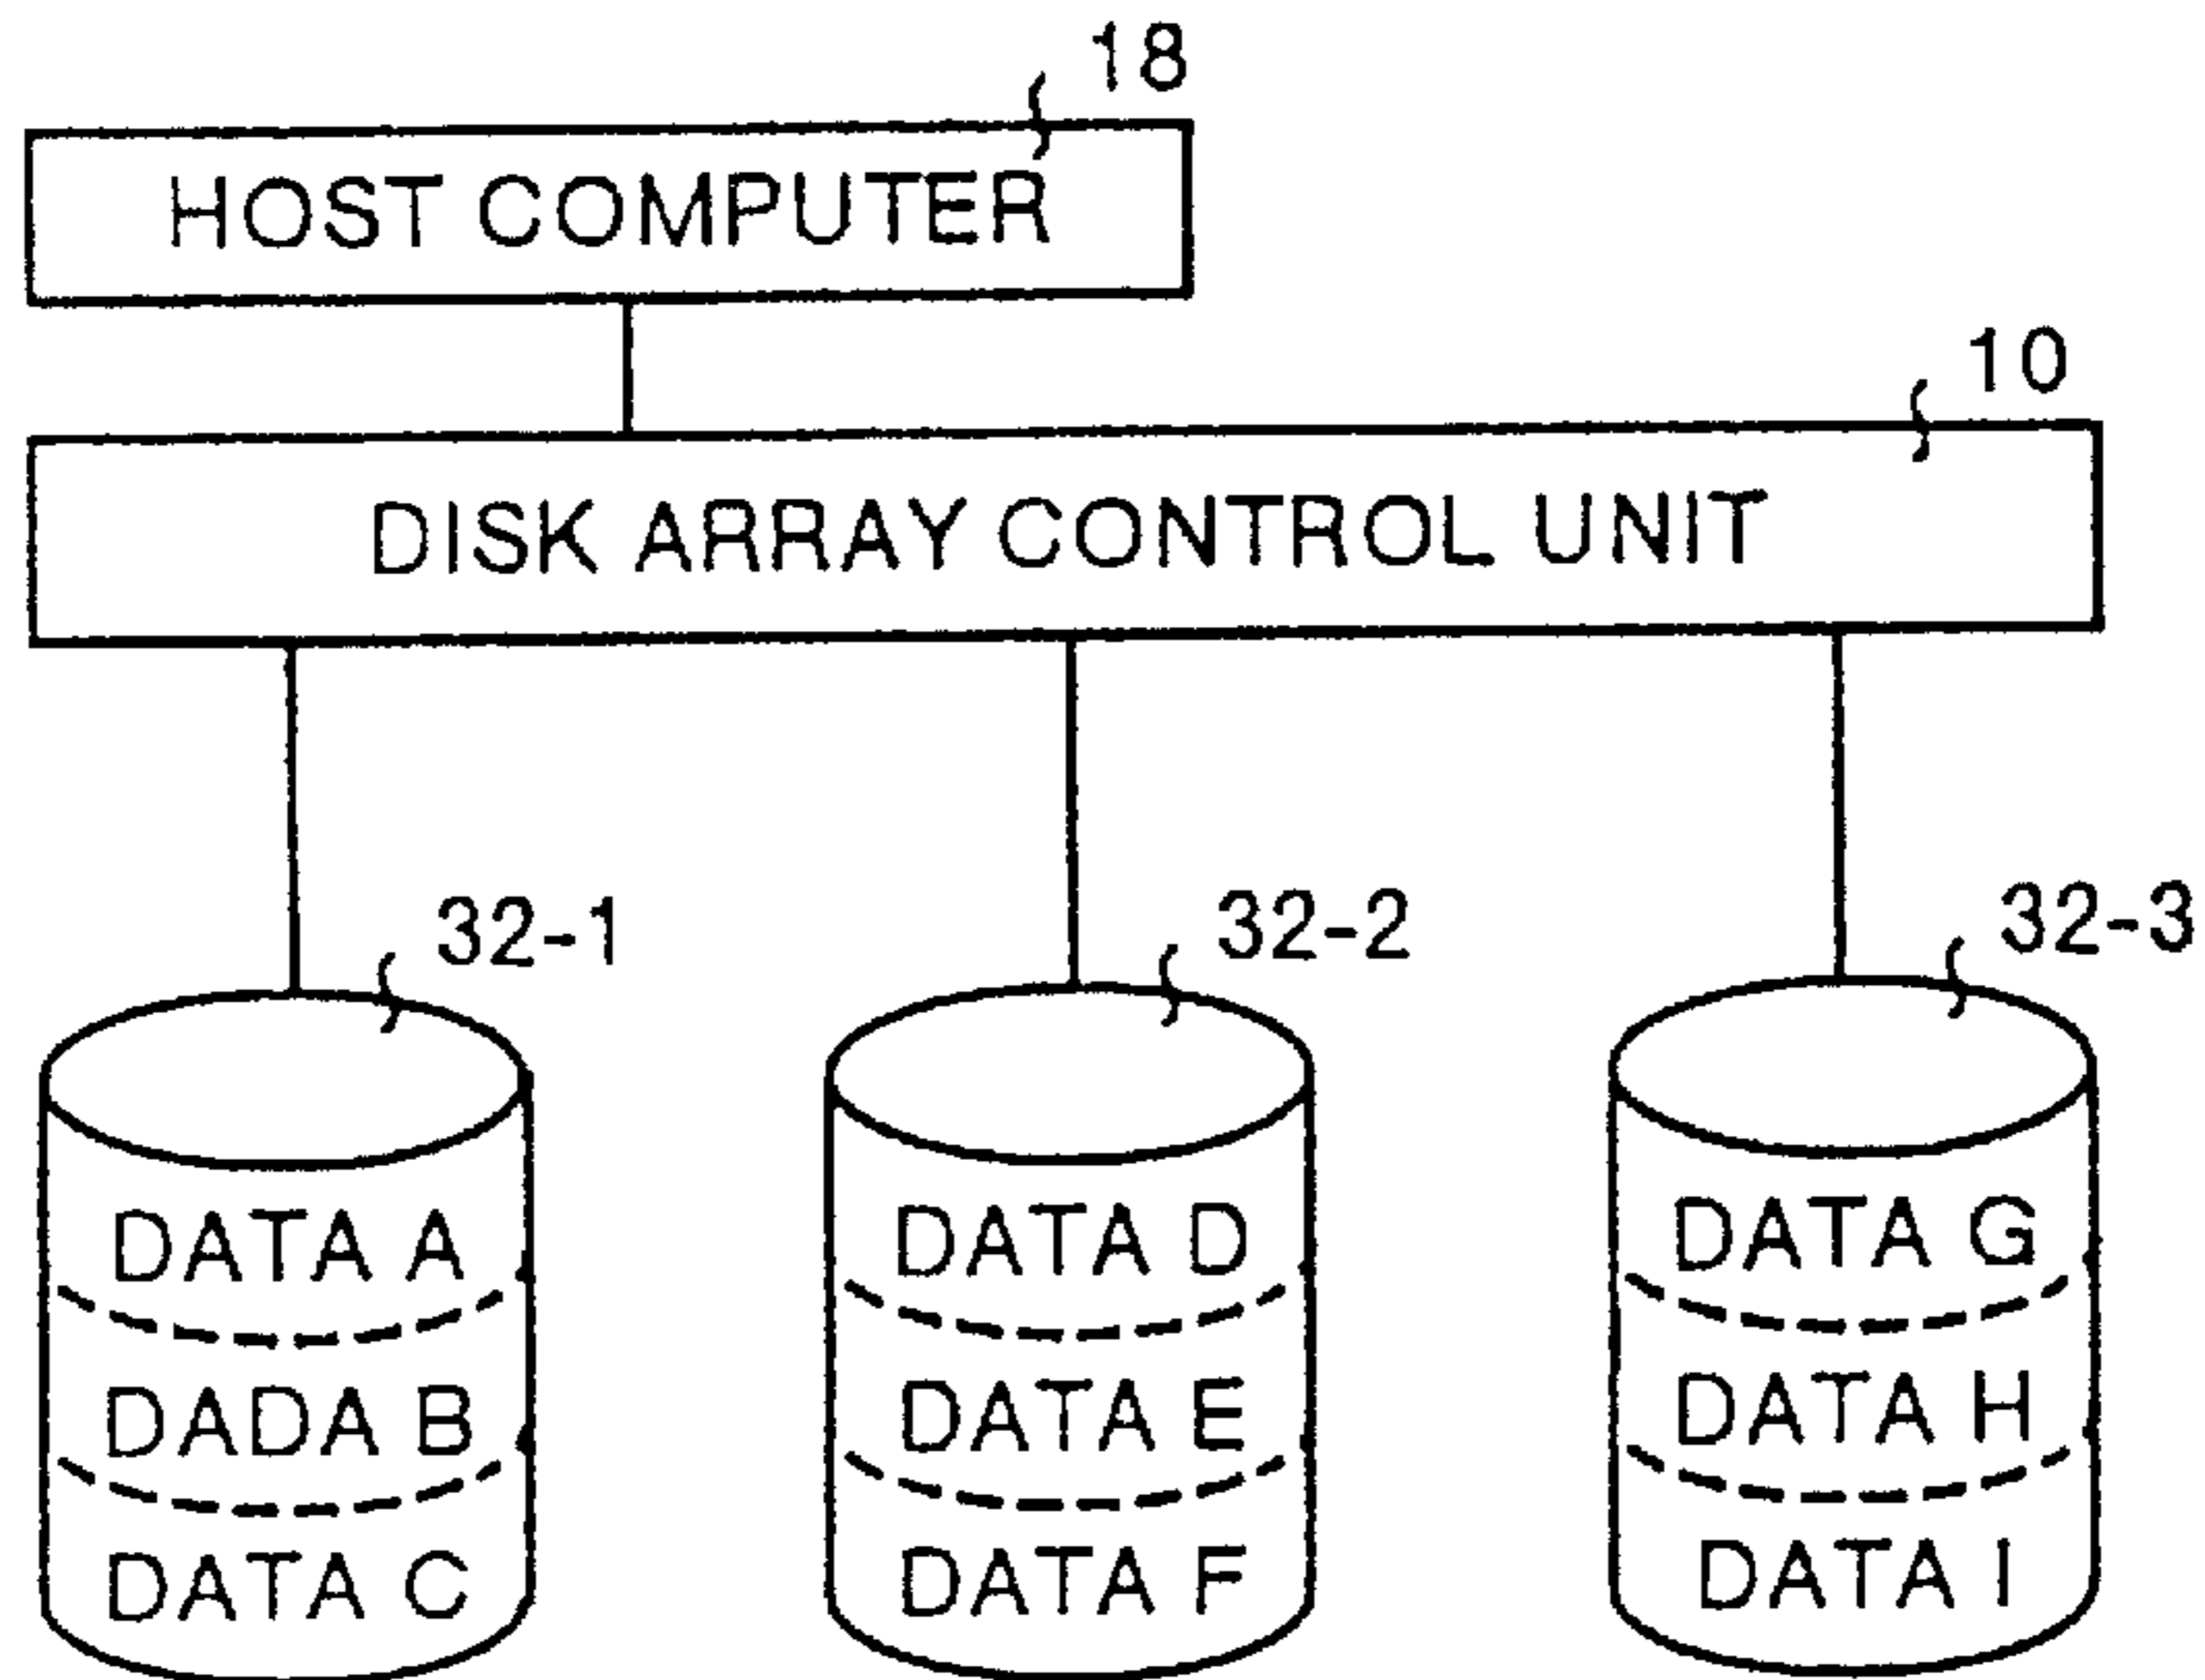 18
HOST COMPUTER
10
DISK ARRAY CONTROL UNIT
32-1
32-2
32-3
DATA A
DADA B
DATA C
DATA D
DATA E
DATA F
DATA G
DATA H
DATA I